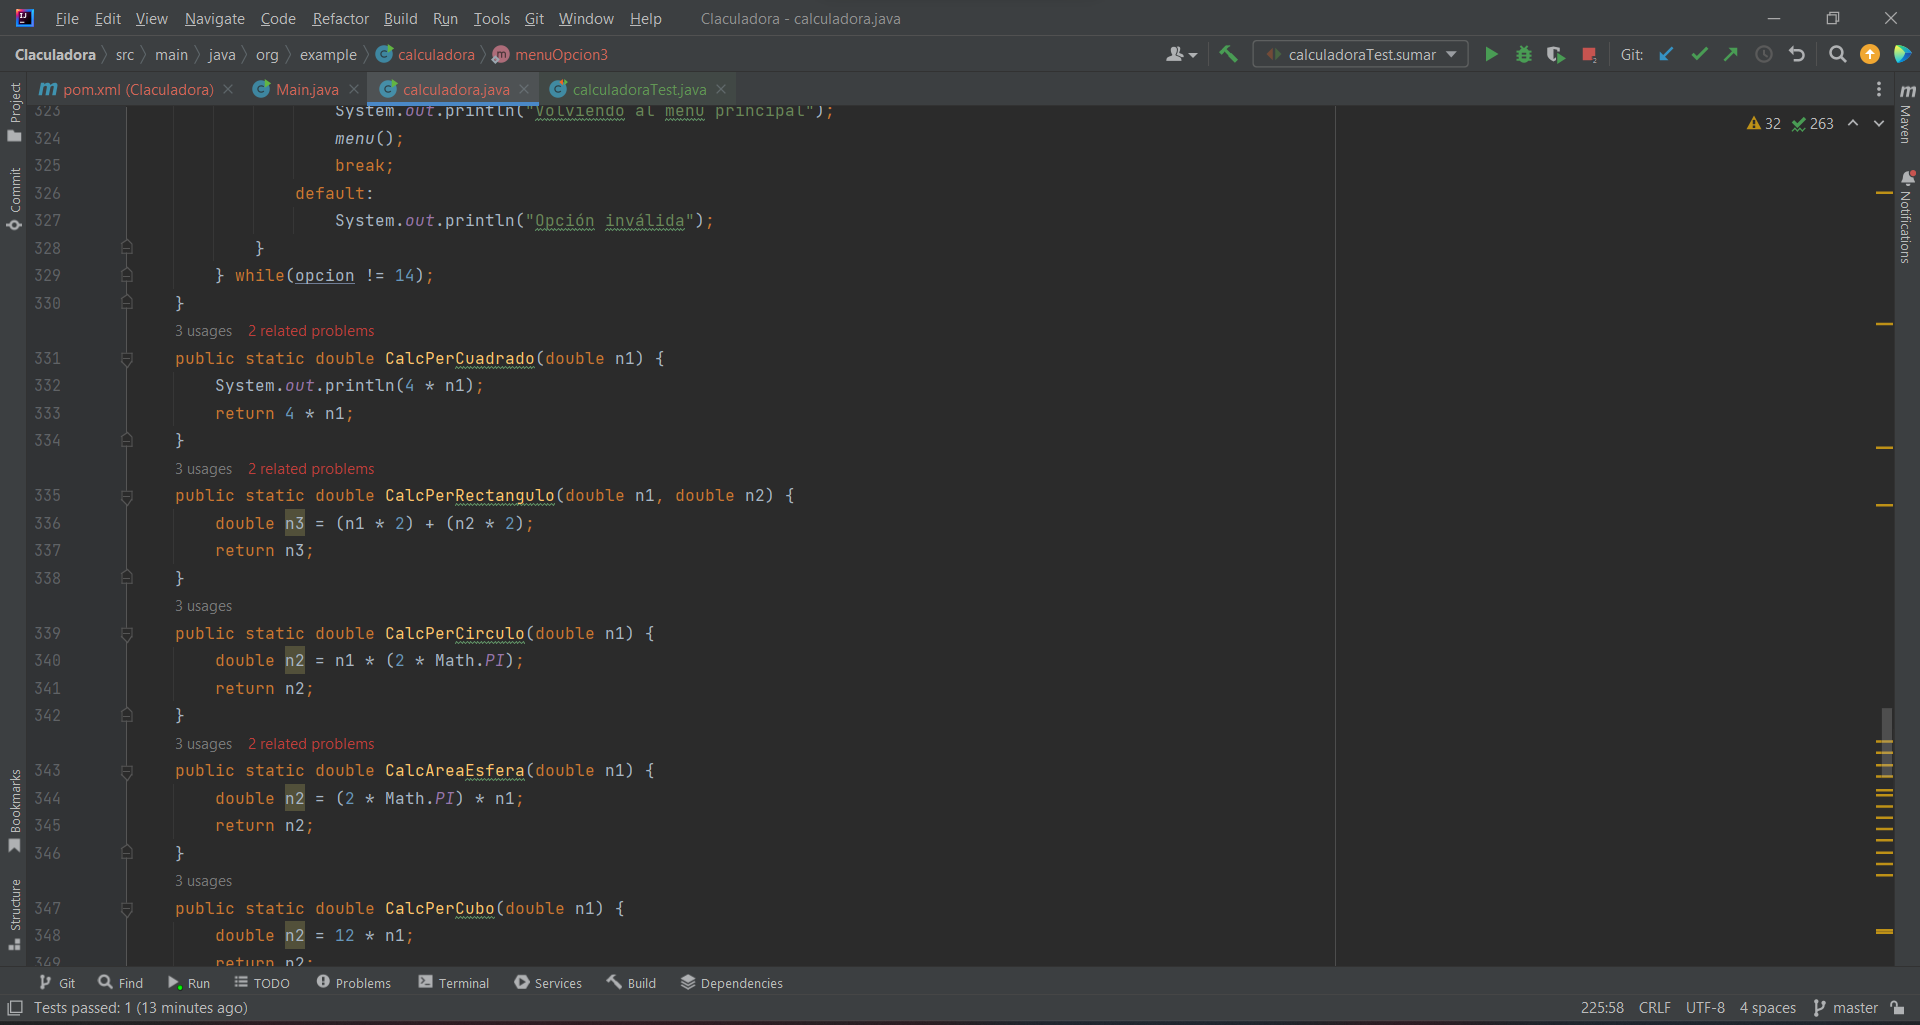 File Edit View Navigate Code Refactor Build Run Tools Git Window Help Claculadora - calculadora.java
Claculadora src main java org example calculadora menuOpcion3 calculadoraTest.sumar Git:
pom.xml (Claculadora) Main.java calculadora.java calculadoraTest.java
Project
Commit
Bookmarks
Structure
Maven
Notifications
32 263
323 System.out.println("Volviendo al menu principal");
324 menu();
325 break;
326 default:
327 System.out.println("Opción inválida");
328 }
329 } while(opcion != 14);
330 }
3 usages 2 related problems
331 public static double CalcPerCuadrado(double n1) {
332 System.out.println(4 * n1);
333 return 4 * n1;
334 }
3 usages 2 related problems
335 public static double CalcPerRectangulo(double n1, double n2) {
336 double n3 = (n1 * 2) + (n2 * 2);
337 return n3;
338 }
3 usages
339 public static double CalcPerCirculo(double n1) {
340 double n2 = n1 * (2 * Math.PI);
341 return n2;
342 }
3 usages 2 related problems
343 public static double CalcAreaEsfera(double n1) {
344 double n2 = (2 * Math.PI) * n1;
345 return n2;
346 }
3 usages
347 public static double CalcPerCubo(double n1) {
348 double n2 = 12 * n1;
349 return n2;
Git Find Run TODO Problems Terminal Services Build Dependencies
Tests passed: 1 (13 minutes ago) 225:58 CRLF UTF-8 4 spaces master